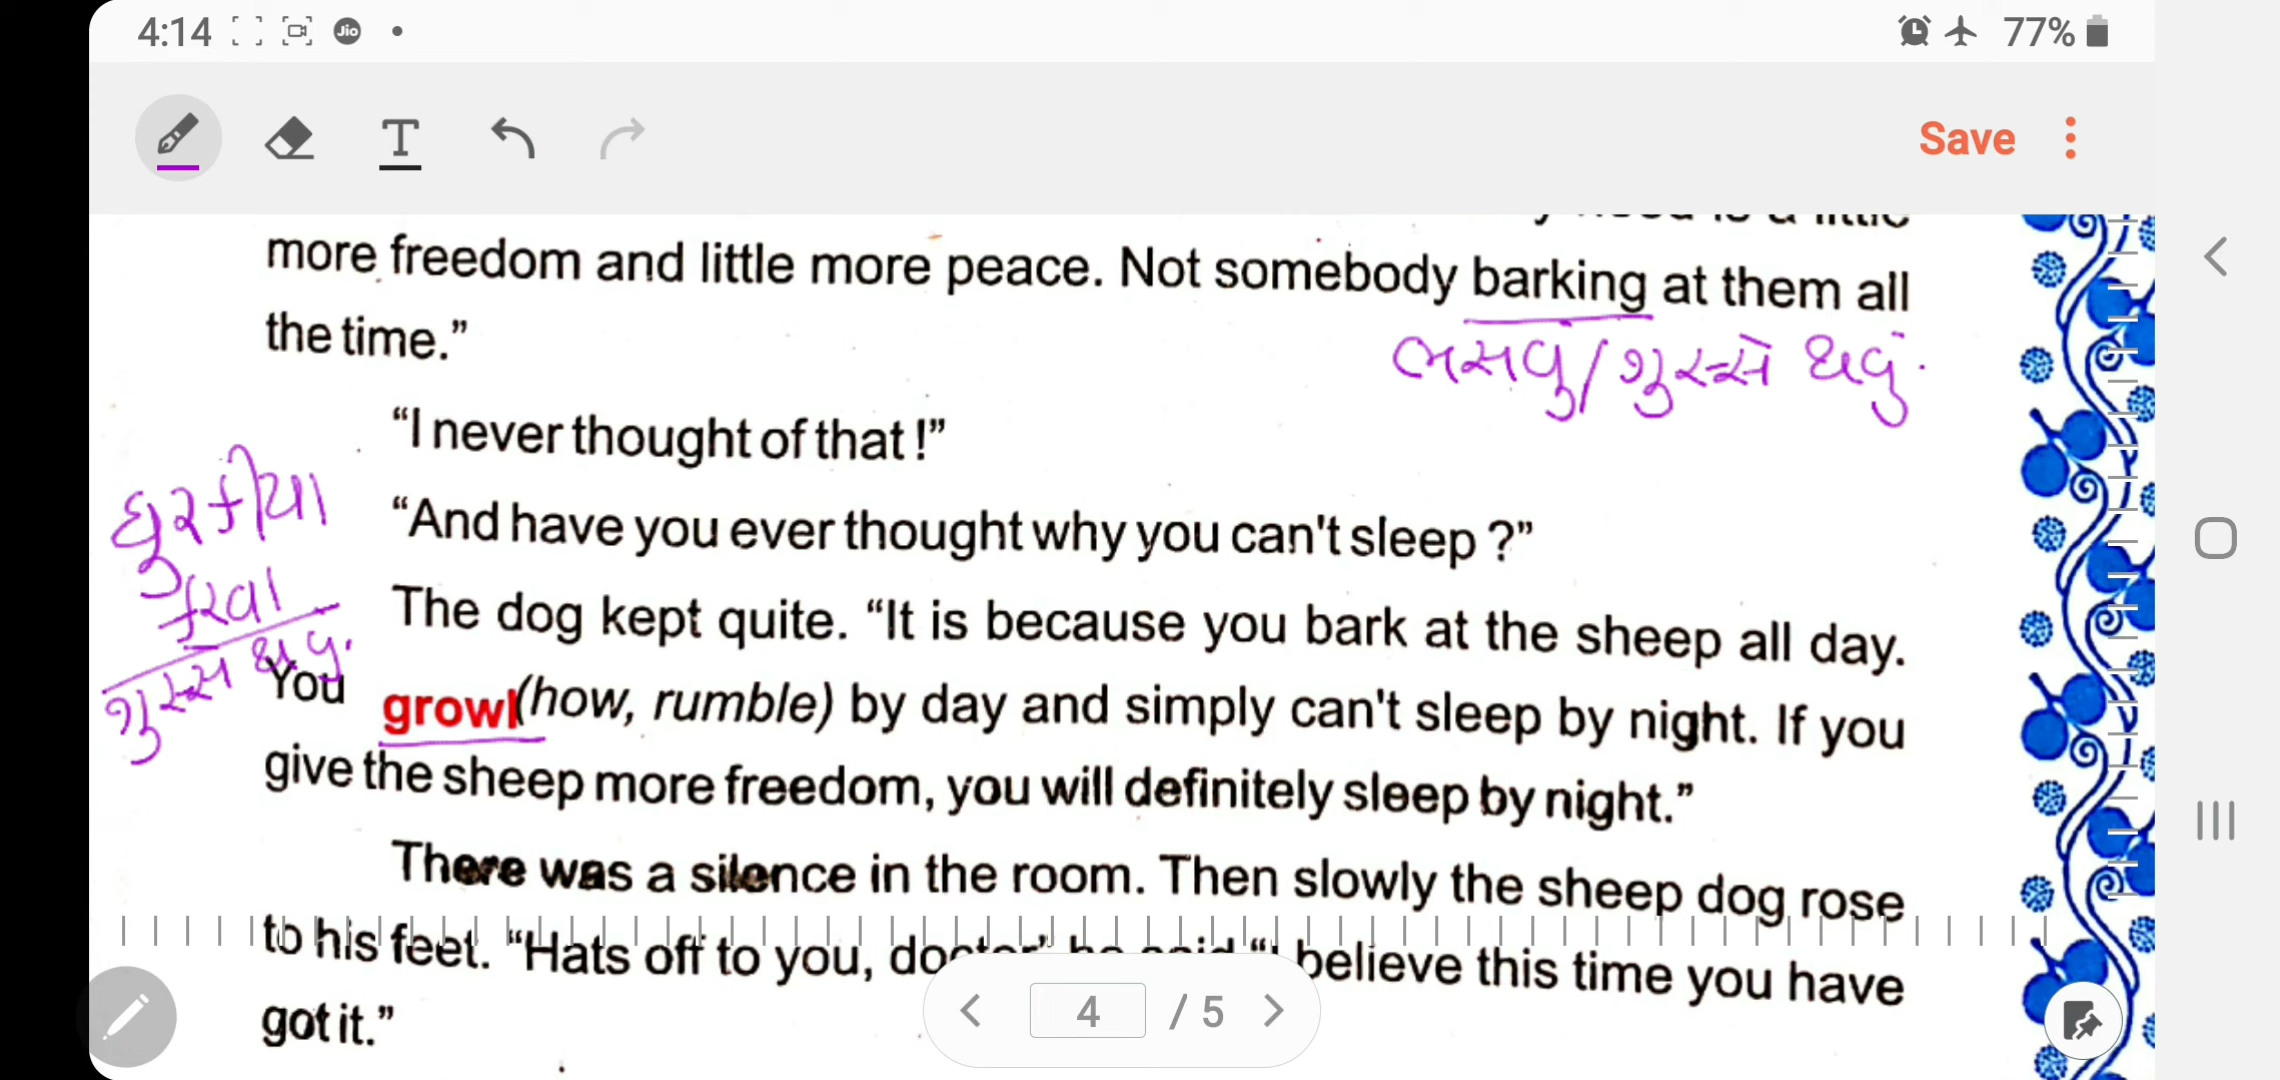 4:14
Jio
77%
T
Save
more freedom and little more peace. Not somebody barking at them all
the time.”
ભસવુ/ગુસ્સે થવું.
“I never thought of that !”
ઘુરકીયા
કરવા
ગુસ્સે થવુ.
“And have you ever thought why you can't sleep ?”
The dog kept quite. “It is because you bark at the sheep all day.
You growl (how, rumble) by day and simply can't sleep by night. If you
give the sheep more freedom, you will definitely sleep by night.”
There was a silence in the room. Then slowly the sheep dog rose
to his feet. “Hats off to you, doctor” he said “I believe this time you have
got it.”
4 / 5